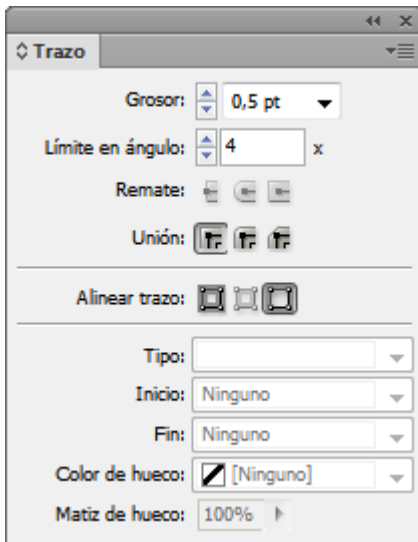 Trazo
Grosor: 0,5 pt
Límite en ángulo: 4 x
Remate:
Unión:
Alinear trazo:
Tipo:
Inicio: Ninguno
Fin: Ninguno
Color de hueco: [Ninguno]
Matiz de hueco: 100%